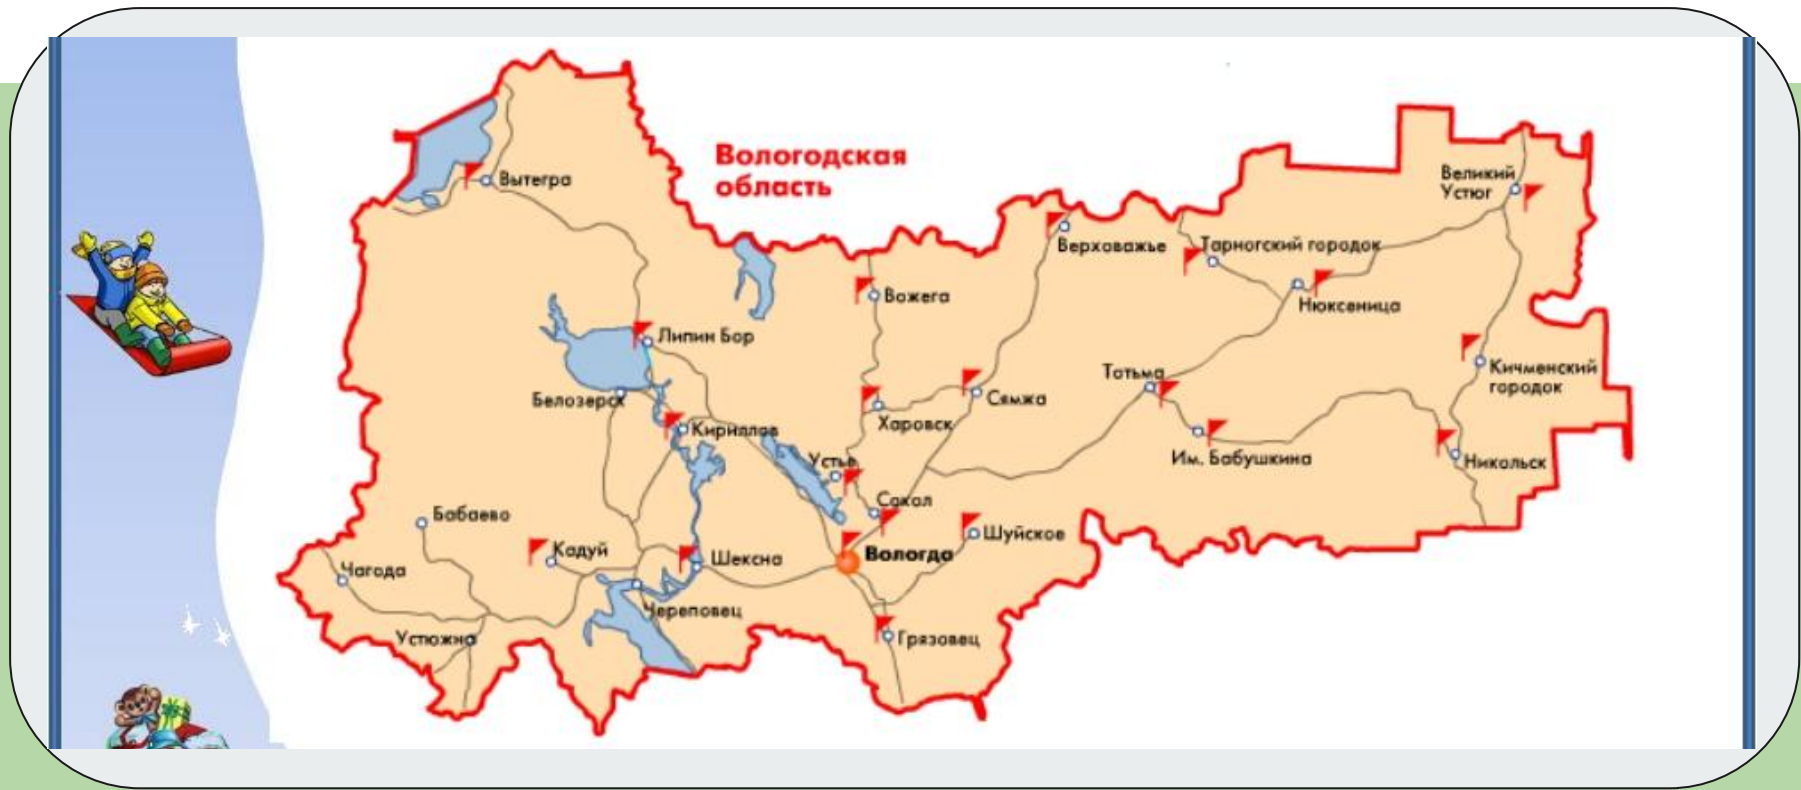 Вологодская
область
Вытегра
Великий
Устюг
Верховажье
Тарногский городок
Вожега
Нюксеница
Липин Бор
Кичменский
городок
Тотьма
Белозерск
Сямжа
Харовск
Кириллов
Устье
Им. Бабушкина
Никольск
Сокол
Бабаево
Шуйское
Кадуй
Шексна
Вологда
Чагода
Череповец
Устюжна
Грязовец